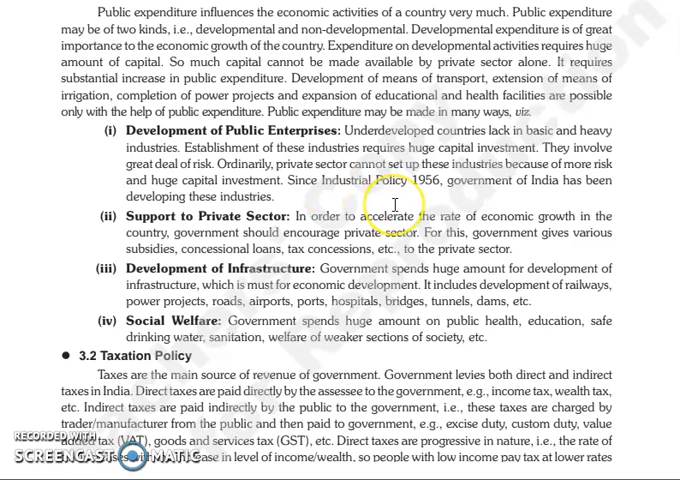 Public expenditure influences the economic activities of a country very much. Public expenditure
may be of two kinds, i.e., developmental and non-developmental. Developmental expenditure is of great
importance to the economic growth of the country. Expenditure on developmental activities requires huge
amount of capital. So much capital cannot be made available by private sector alone. It requires
substantial increase in public expenditure. Development of means of transport, extension of means of
irrigation, completion of power projects and expansion of educational and health facilities are possible
only with the help of public expenditure. Public expenditure may be made in many ways, viz.
(i) Development of Public Enterprises: Underdeveloped countries lack in basic and heavy
industries. Establishment of these industries requires huge capital investment. They involve
great deal of risk. Ordinarily, private sector cannot set up these industries because of more risk
and huge capital investment. Since Industrial Policy 1956, government of India has been
developing these industries.
(ii) Support to Private Sector: In order to accelerate the rate of economic growth in the
country, government should encourage private sector. For this, government gives various
subsidies, concessional loans, tax concessions, etc., to the private sector.
(iii) Development of Infrastructure: Government spends huge amount for development of
infrastructure, which is must for economic development. It includes development of railways,
power projects, roads, airports, ports, hospitals, bridges, tunnels, dams, etc.
(iv) Social Welfare: Government spends huge amount on public health, education, safe
drinking water, sanitation, welfare of weaker sections of society, etc.
● 3.2 Taxation Policy
Taxes are the main source of revenue of government. Government levies both direct and indirect
taxes in India. Direct taxes are paid directly by the assessee to the government, e.g., income tax, wealth tax,
etc. Indirect taxes are paid indirectly by the public to the government, i.e., these taxes are charged by
trader/manufacturer from the public and then paid to government, e.g., excise duty, custom duty, value
added tax (VAT), goods and services tax (GST), etc. Direct taxes are progressive in nature, i.e., the rate of
in level of income/wealth, so people with low income pay tax at lower rates
RECORDED WITH
SCREENCAST MATIC